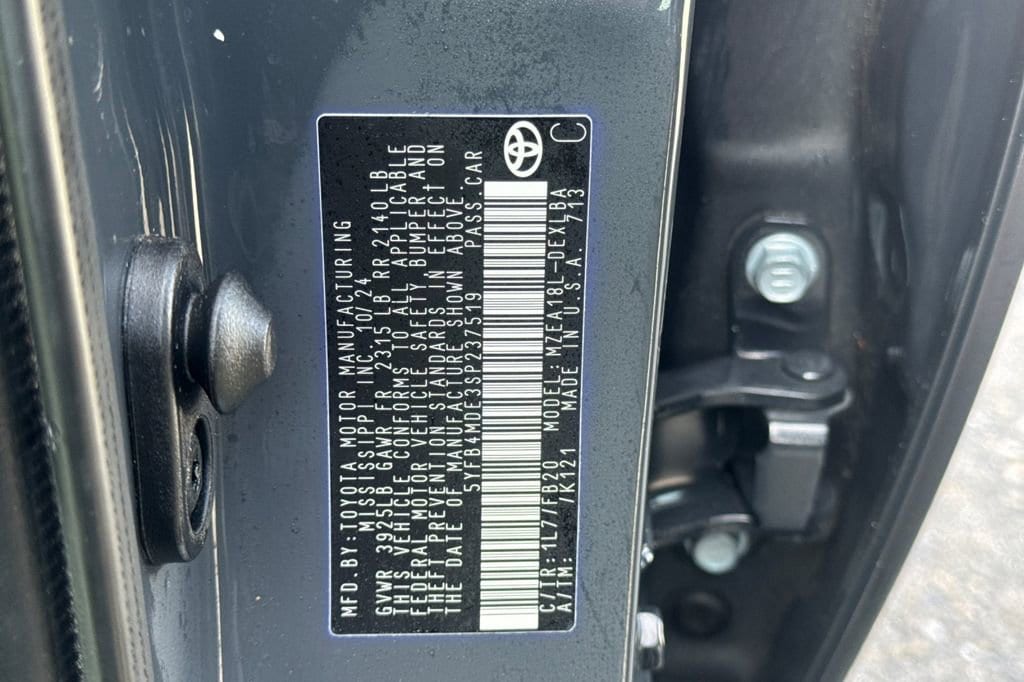 MFD.BY:TOYOTA MOTOR MANUFACTURING
MISSISSIPPI INC. 10/24
GVWR 3925LB GAWR FR 2315 LB RR 2140LB
THIS VEHICLE CONFORMS TO ALL APPLICABLE
FEDERAL MOTOR VEHICLE SAFETY, BUMPER, AND
THEFT PREVENTION STANDARDS IN EFFECT ON
THE DATE OF MANUFACTURE SHOWN ABOVE.
5YFB4MDE3SP237519 PASS.CAR
C/TR:1L7/FB20 MODEL:MZEA18L-DEXLBA
A/TM: /K121 MADE IN U.S.A. 713
C